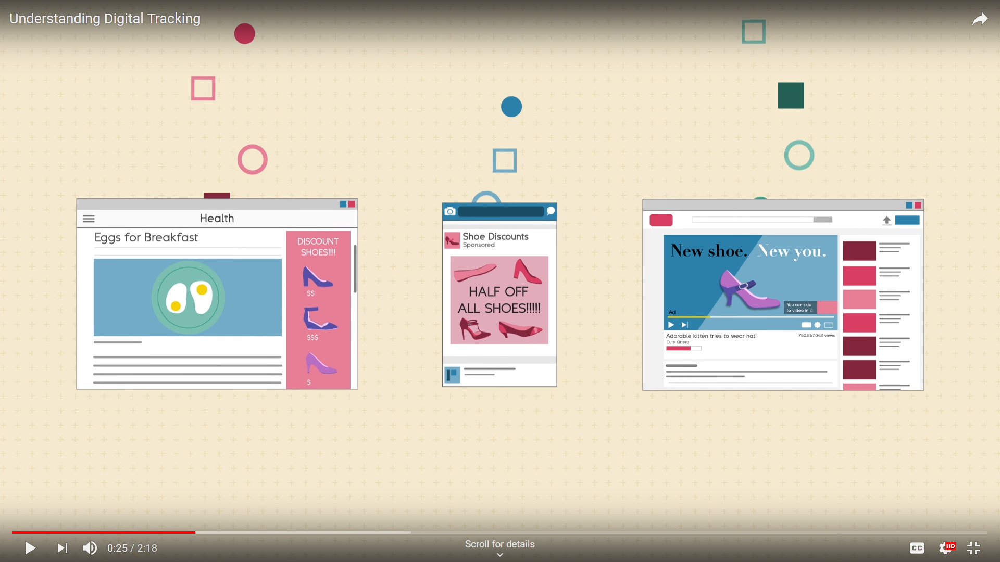 Understanding Digital Tracking
Health
Eggs for Breakfast
DISCOUNT
SHOES!!!!
$$
$$$
$
Shoe Discounts
Sponsored
HALF OFF
ALL SHOES!!!!!
New shoe. New you.
You can skip
to video in 4
Ad
Adorable kitten tries to wear hat!
750,867,042 views
Cute Kittens
0:25 / 2:18
Scroll for details
CC
HD